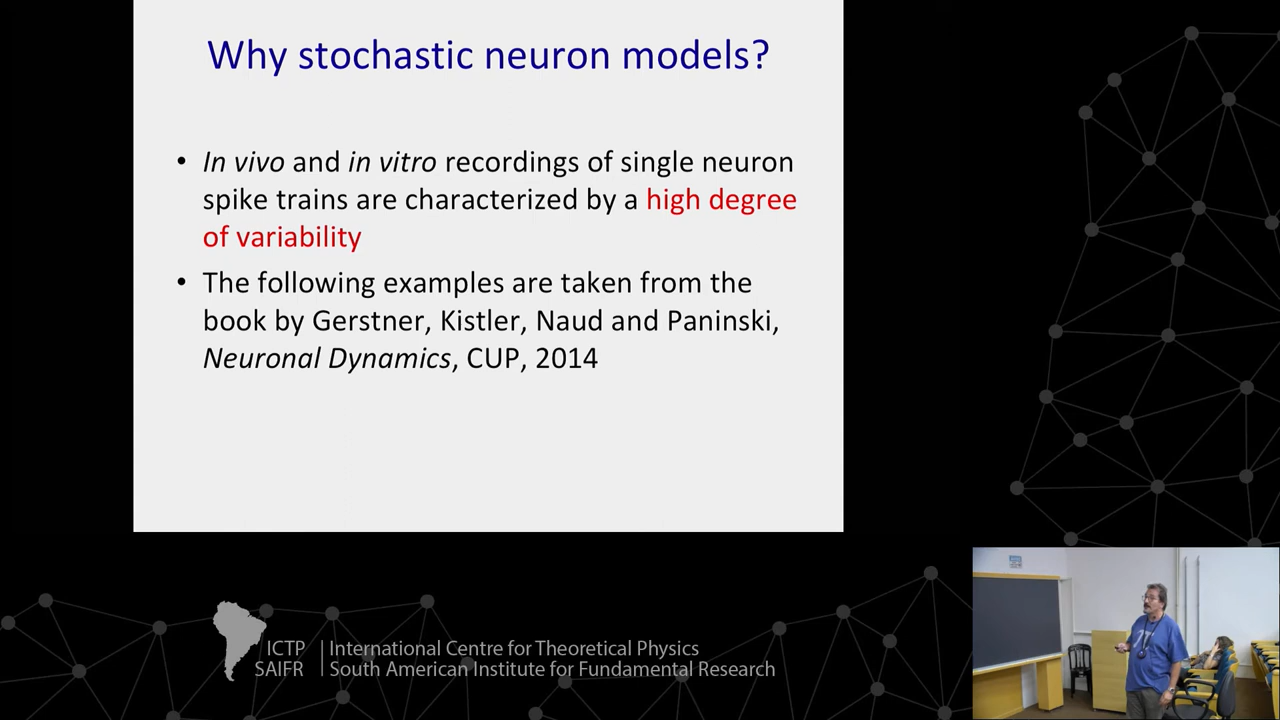 Why stochastic neuron models?
• In vivo and in vitro recordings of single neuron
spike trains are characterized by a high degree
of variability
• The following examples are taken from the
book by Gerstner, Kistler, Naud and Paninski,
Neuronal Dynamics, CUP, 2014
ICTP | International Centre for Theoretical Physics
SAIFR | South American Institute for Fundamental Research